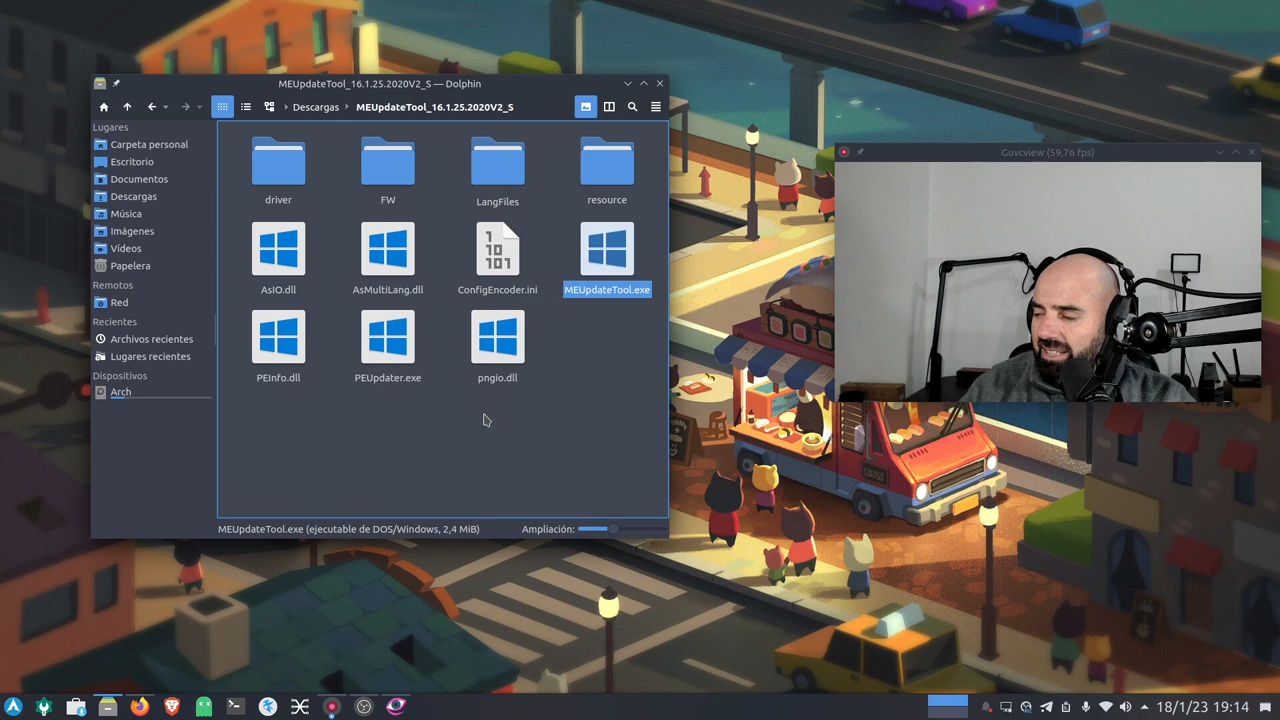 MEUpdateTool_16.1.25.2020V2_S — Dolphin
Descargas
MEUpdateTool_16.1.25.2020V2_S
Lugares
Carpeta personal
Escritorio
Documentos
Descargas
Música
Imágenes
Vídeos
Papelera
Remotos
Red
Recientes
Archivos recientes
Lugares recientes
Dispositivos
Arch
driver
FW
LangFiles
resource
1
10
101
AsIO.dll
AsMultiLang.dll
ConfigEncoder.ini
MEUpdateTool.exe
PEInfo.dll
PEUpdater.exe
pngio.dll
MEUpdateTool.exe (ejecutable de DOS/Windows, 2,4 MiB)
Ampliación:
Guvcview (59,76 fps)
18/1/23 19:14